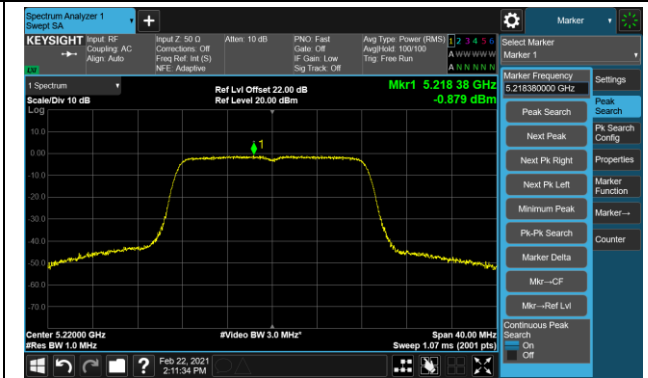 Spectrum Analyzer 1
Swept SA
Marker
KEYSIGHT
Input: RF
Coupling: AC
Align: Auto
Input Z: 50 Ω
Corrections: Off
Freq Ref: Int (S)
NFE: Adaptive
Atten: 10 dB
PNO: Fast
Gate: Off
IF Gain: Low
Sig Track: Off
Avg Type: Power (RMS)
Avg|Hold: 100/100
Trig: Free Run
1 2 3 4 5 6
A W W W W W
A N N N N N
Select Marker
Marker 1
1 Spectrum
Scale/Div 10 dB
Log
Ref Lvl Offset 22.00 dB
Ref Level 20.00 dBm
Mkr1 5.218 38 GHz
-0.879 dBm
10.0
0.00
-10.0
-20.0
-30.0
-40.0
-50.0
-60.0
-70.0
1
Center 5.22000 GHz
#Res BW 1.0 MHz
#Video BW 3.0 MHz*
Span 40.00 MHz
Sweep 1.07 ms (2001 pts)
Marker Frequency
5.218380000 GHz
Peak Search
Next Peak
Next Pk Right
Next Pk Left
Minimum Peak
Pk-Pk Search
Marker Delta
Mkr→CF
Mkr→Ref Lvl
Continuous Peak
Search
On
Off
Settings
Peak
Search
Pk Search
Config
Properties
Marker
Function
Marker→
Counter
?
Feb 22, 2021
2:11:34 PM